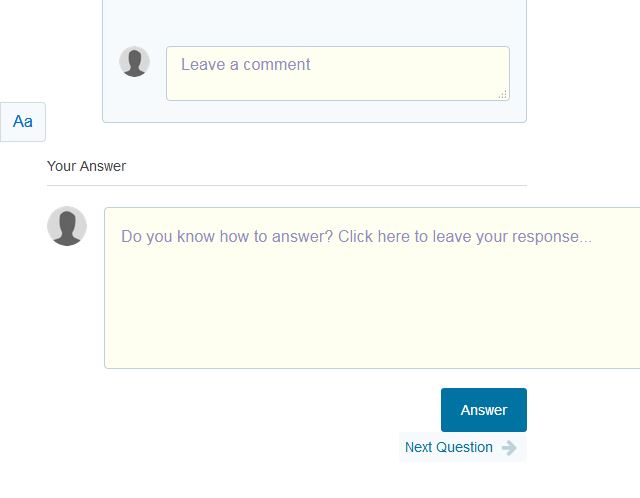 Leave a comment
Aa
Your Answer
Do you know how to answer? Click here to leave your response...
Answer
Next Question